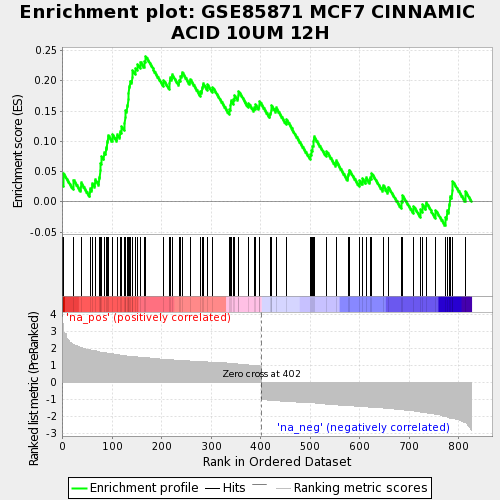 Enrichment plot: GSE85871 MCF7 CINNAMIC
ACID 10UM 12H
Enrichment score (ES)
0.25
0.20
0.15
0.10
0.05
0.00
-0.05
Ranked list metric (PreRanked)
4
3
2
1
0
-1
-2
-3
'na_pos' (positively correlated)
Zero cross at 402
'na_neg' (negatively correlated)
0
100
200
300
400
500
600
700
800
Rank in Ordered Dataset
Enrichment profile
Hits
Ranking metric scores